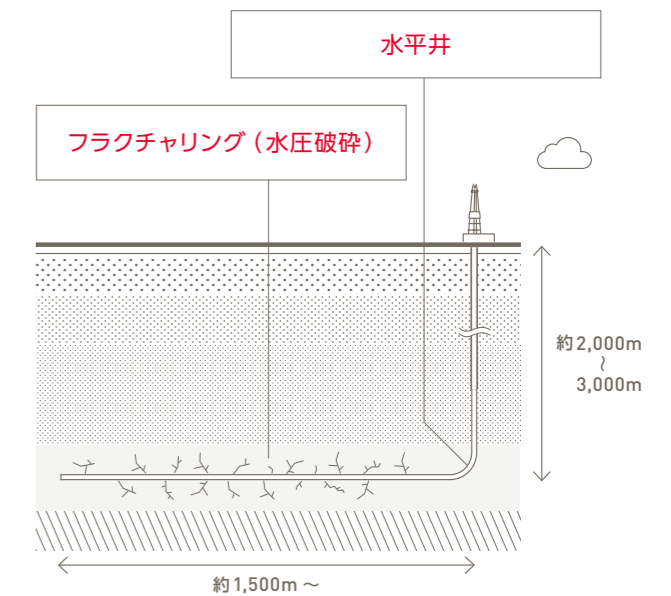 水平井
フラクチャリング（水圧破砕）
約2,000m
〜
3,000m
約1,500m 〜